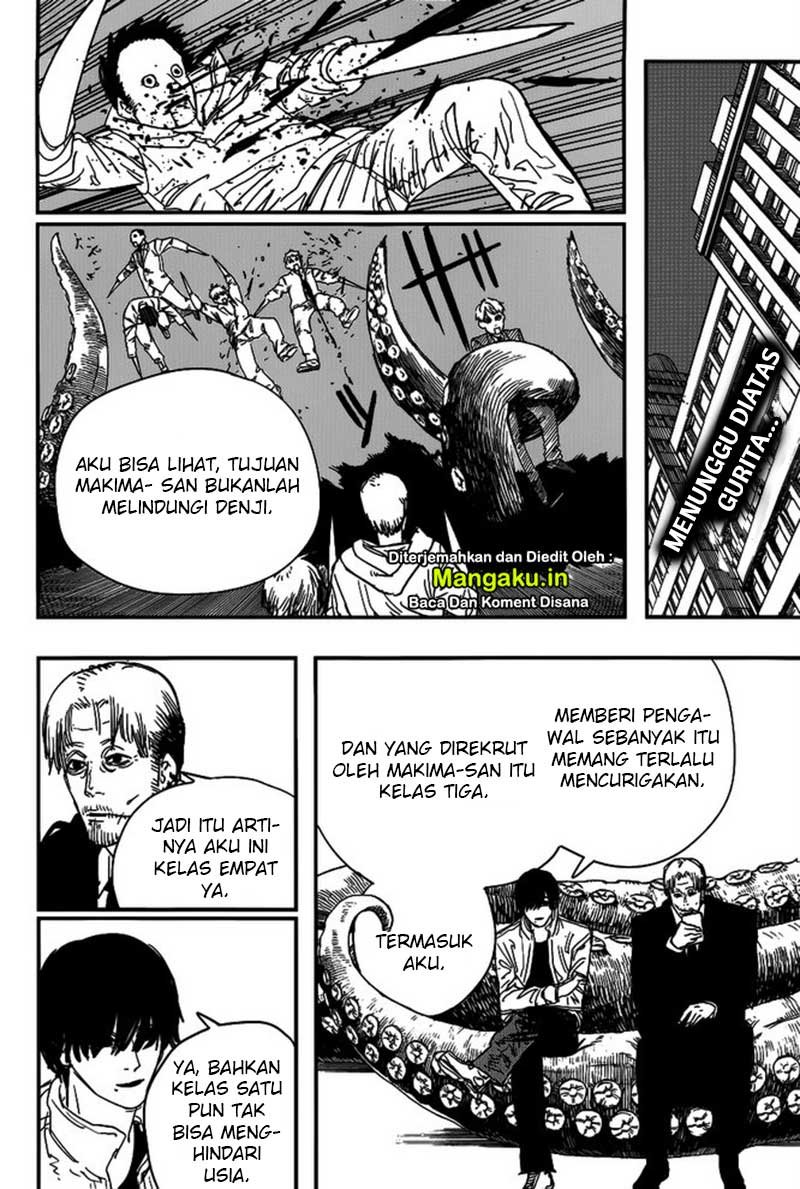 MENUNGGU DIATAS
GURITA...
AKU BISA LIHAT, TUJUAN
MAKIMA- SAN BUKANLAH
MELINDUNGI DENJI.
Diterjemahkan dan Diedit Oleh :
Mangaku.in
Baca Dan Koment Disana
MEMBERI PENGA-
WAL SEBANYAK ITU
MEMANG TERLALU
MENCURIGAKAN.
DAN YANG DIREKRUT
OLEH MAKIMA-SAN ITU
KELAS TIGA.
TERMASUK
AKU.
JADI ITU ARTI-
NYA AKU INI
KELAS EMPAT
YA.
YA, BAHKAN
KELAS SATU
PUN TAK
BISA MENG-
HINDARI
USIA.